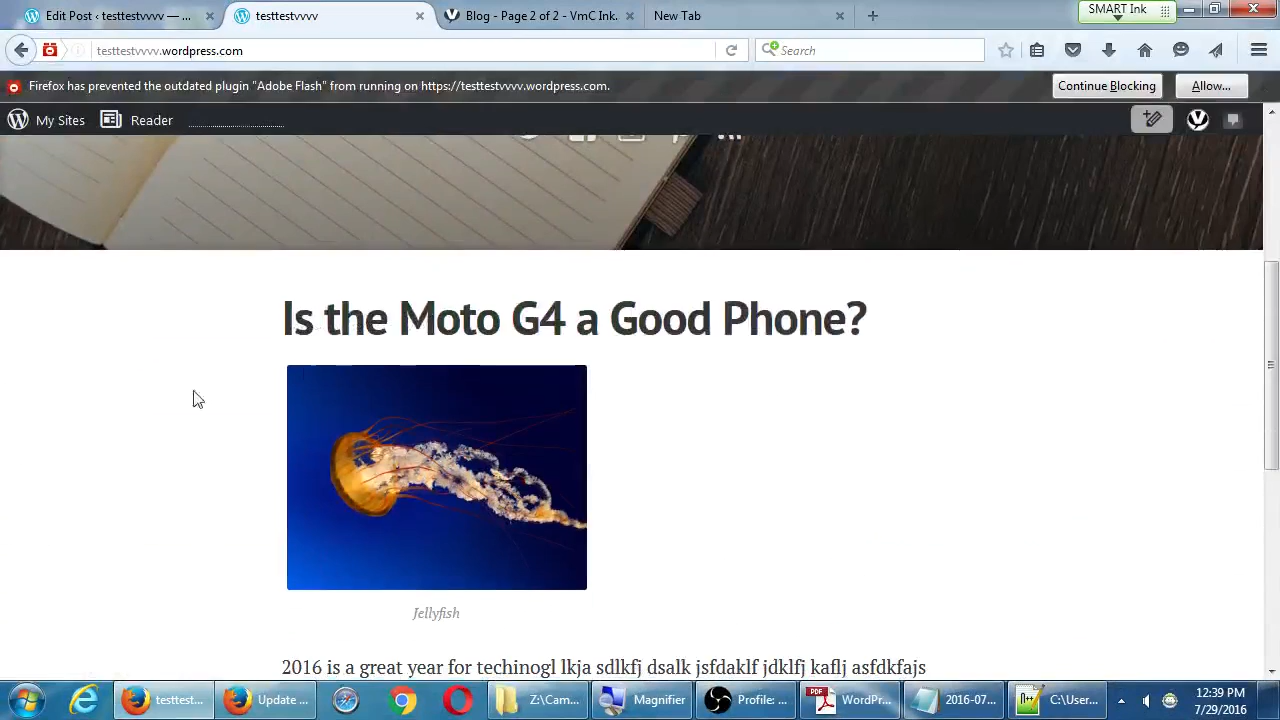 Edit Post ‹ testtestvvvv — ...
testtestvvvv
Blog - Page 2 of 2 - VmC Ink.
New Tab
SMART Ink
testtestvvvv.wordpress.com
Search
Firefox has prevented the outdated plugin "Adobe Flash" from running on https://testtestvvvv.wordpress.com.
Continue Blocking
Allow...
My Sites
Reader
Is the Moto G4 a Good Phone?
Jellyfish
2016 is a great year for techinogl lkja sdlkfj dsalk jsfdaklf jdklfj kaflj asfdkfajs
testtest...
Update ...
Z:\Cam...
Magnifier
Profile: ...
PDF
WordPr...
2016-07...
C:\User...
12:39 PM
7/29/2016